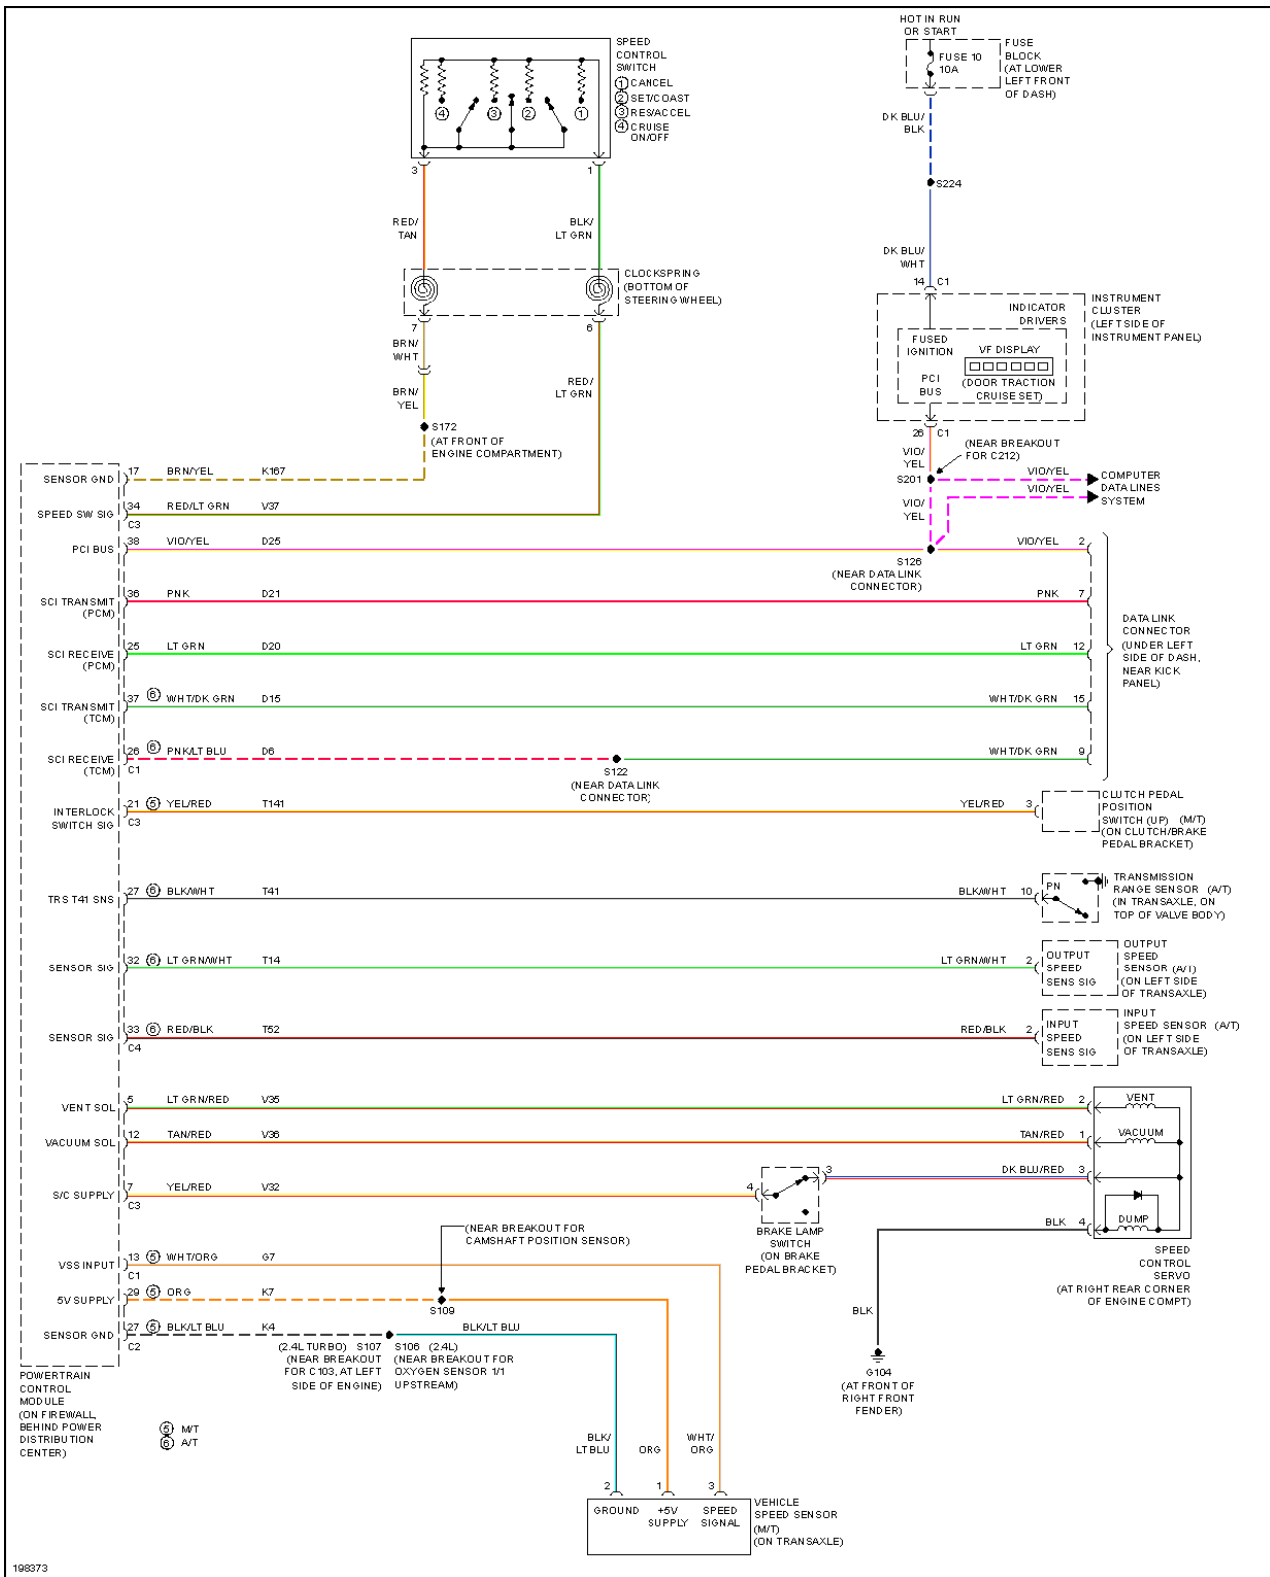 HOT IN RUN
OR START
FUSE 10
10A
FUSE
BLOCK
(AT LOWER
LEFT FRONT
OF DASH)
DK BLU/
BLK
S224
DK BLU/
WHT
14 C1
SPEED
CONTROL
SWITCH
1 CANCEL
2 SET/COAST
3 RES/ACCEL
4 CRUISE
ON/OFF
4 3 2 1
3 1
RED/
TAN
BLK/
LT GRN
CLOCKSPRING
(BOTTOM OF
STEERING WHEEL)
7 6
BRN/
WHT
BRN/
YEL
RED/
LT GRN
S172
(AT FRONT OF
ENGINE COMPARTMENT)
INDICATOR
DRIVERS
FUSED
IGNITION
VF DISPLAY
(DOOR TRACTION
CRUISE SET)
PCI
BUS
INSTRUMENT
CLUSTER
(LEFT SIDE OF
INSTRUMENT PANEL)
26 C1
VIO/
YEL
(NEAR BREAKOUT
FOR C212)
S201
VIO/YEL
VIO/YEL
COMPUTER
DATA LINES
SYSTEM
VIO/
YEL
SENSOR GND 17 BRN/YEL K167
SPEED SW SIG 34 RED/LT GRN V37
C3
PCI BUS 38 VIO/YEL D25 VIO/YEL 2
S126
(NEAR DATA LINK
CONNECTOR)
SCI TRANSMIT
(PCM) 36 PNK D21 PNK 7
SCI RECEIVE
(PCM) 25 LT GRN D20 LT GRN 12
SCI TRANSMIT
(TCM) 37 6 WHT/DK GRN D15 WHT/DK GRN 15
SCI RECEIVE
(TCM) 26 6 PNK/LT BLU D6 WHT/DK GRN 9
C1
S122
(NEAR DATA LINK
CONNECTOR)
DATA LINK
CONNECTOR
(UNDER LEFT
SIDE OF DASH,
NEAR KICK
PANEL)
INTERLOCK
SWITCH SIG 21 5 YEL/RED T141 YEL/RED 3
C3
CLUTCH PEDAL
POSITION
SWITCH (UP) (M/T)
(ON CLUTCH/BRAKE
PEDAL BRACKET)
TRS T41 SNS 27 6 BLK/WHT T41 BLK/WHT 10
PN
TRANSMISSION
RANGE SENSOR (A/T)
(IN TRANSAXLE, ON
TOP OF VALVE BODY)
SENSOR SIG 32 6 LT GRN/WHT T14 LT GRN/WHT 2
OUTPUT
SPEED
SENS SIG
OUTPUT
SPEED
SENSOR (A/T)
(ON LEFT SIDE
OF TRANSAXLE)
SENSOR SIG 33 6 RED/BLK T52 RED/BLK 2
C4
INPUT
SPEED
SENS SIG
INPUT
SPEED SENSOR (A/T)
(ON LEFT SIDE
OF TRANSAXLE)
VENT SOL 5 LT GRN/RED V35 LT GRN/RED 2
VENT
VACUUM SOL 12 TAN/RED V36 TAN/RED 1
VACUUM
S/C SUPPLY 7 YEL/RED V32 4 3 DK BLU/RED 3
C3
BRAKE LAMP
SWITCH
(ON BRAKE
PEDAL BRACKET)
BLK 4
DUMP
SPEED
CONTROL
SERVO
(AT RIGHT REAR CORNER
OF ENGINE COMPT)
BLK
G104
(AT FRONT OF
RIGHT FRONT
FENDER)
(NEAR BREAKOUT FOR
CAMSHAFT POSITION SENSOR)
VSS INPUT 13 5 WHT/ORG G7
C1
5V SUPPLY 29 5 ORG K7
S109
SENSOR GND 27 5 BLK/LT BLU K4 BLK/LT BLU
C2
(2.4L TURBO) S107
(NEAR BREAKOUT
FOR C103, AT LEFT
SIDE OF ENGINE)
S106 (2.4L)
(NEAR BREAKOUT FOR
OXYGEN SENSOR 1/1
UPSTREAM)
POWERTRAIN
CONTROL
MODULE
(ON FIREWALL,
BEHIND POWER
DISTRIBUTION
CENTER)
5 M/T
6 A/T
BLK/
LT BLU
ORG
WHT/
ORG
2 1 3
GROUND
+5V
SUPPLY
SPEED
SIGNAL
VEHICLE
SPEED SENSOR
(M/T)
(ON TRANSAXLE)
198373